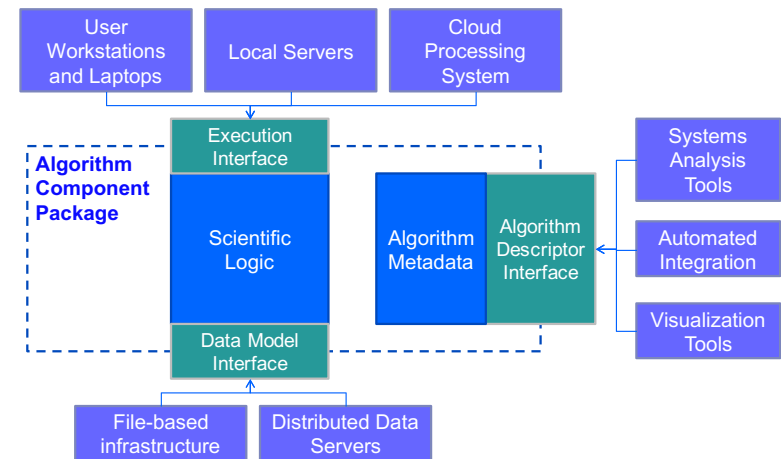 User
Workstations
and Laptops
Local Servers
Cloud
Processing
System
Execution
Interface
Algorithm
Component
Package
Scientific
Logic
Algorithm
Metadata
Algorithm
Descriptor
Interface
Systems
Analysis
Tools
Automated
Integration
Visualization
Tools
Data Model
Interface
File-based
infrastructure
Distributed Data
Servers